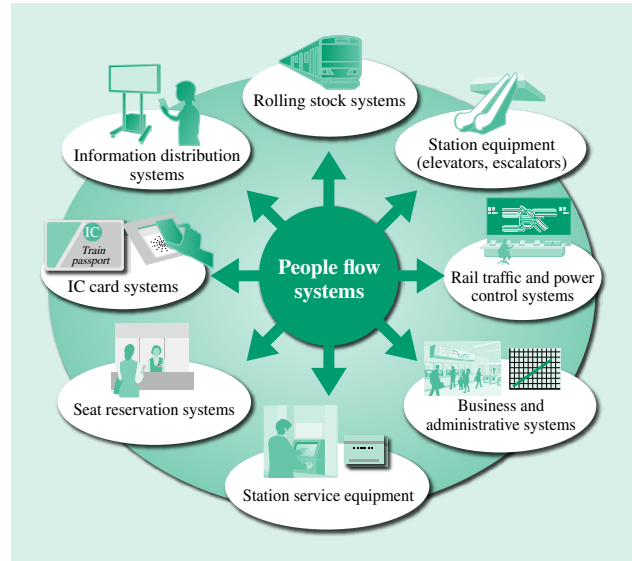 Rolling stock systems
Information distribution
systems
Station equipment
(elevators, escalators)
IC
Train
passport
IC card systems
People flow
systems
Rail traffic and power
control systems
Seat reservation systems
Business and
administrative systems
Station service equipment